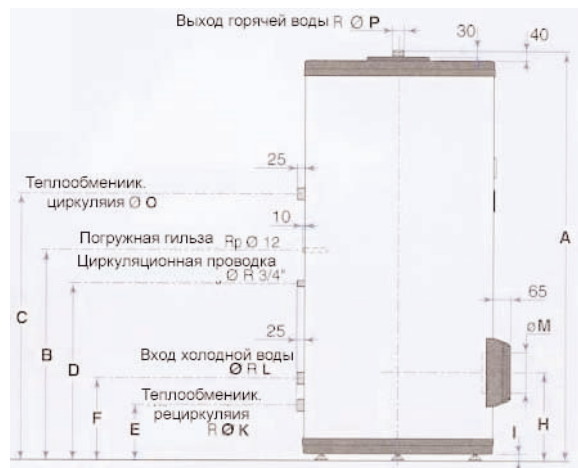 Выход горячей воды R Ø P
30
40
25
Теплообмениик.
циркуляия Ø Q
10
Погружная гильза Rp Ø 12
Циркуляционная проводка
Ø R 3/4"
A
65
25
øM
Вход холодной воды
Ø R L
Теплообмениик.
рециркуляия
R Ø K
C
B
D
F
E
H
I